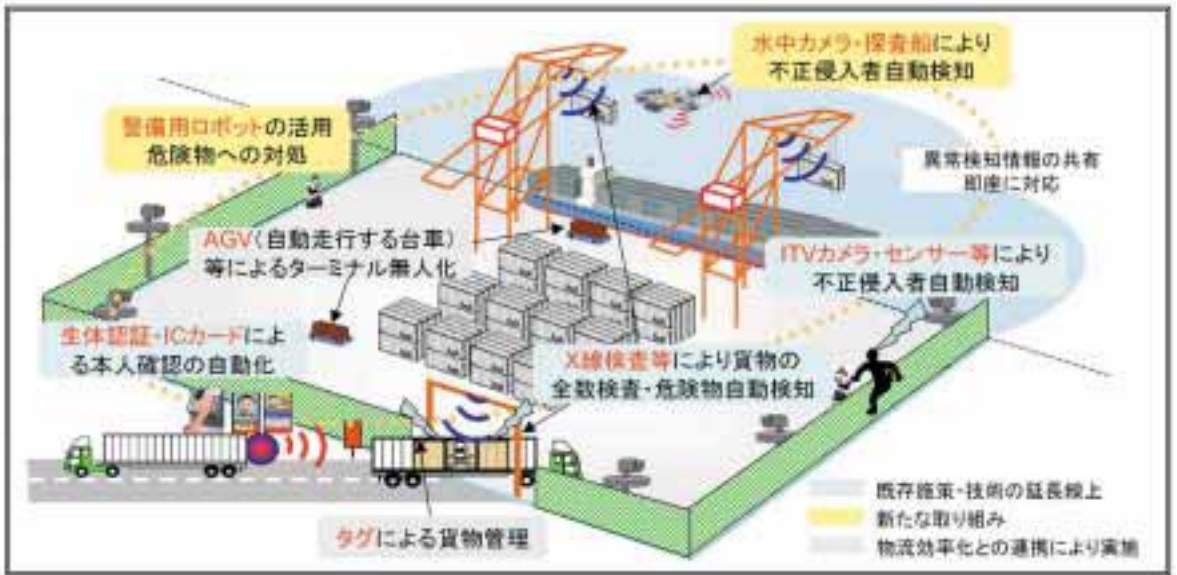 水中カメラ・探査船により
不正侵入者自動検知
警備用ロボットの活用
危険物への対処
異常検知情報の共有
即座に対応
AGV(自動走行する台車)
等によるターミナル無人化
ITVカメラ・センサー等により
不正侵入者自動検知
生体認証・ICカードによ
る本人確認の自動化
X線検査等により貨物の
全数検査・危険物自動検知
タグによる貨物管理
既存施策・技術の延長線上
新たな取り組み
物流効率化との連携により実施